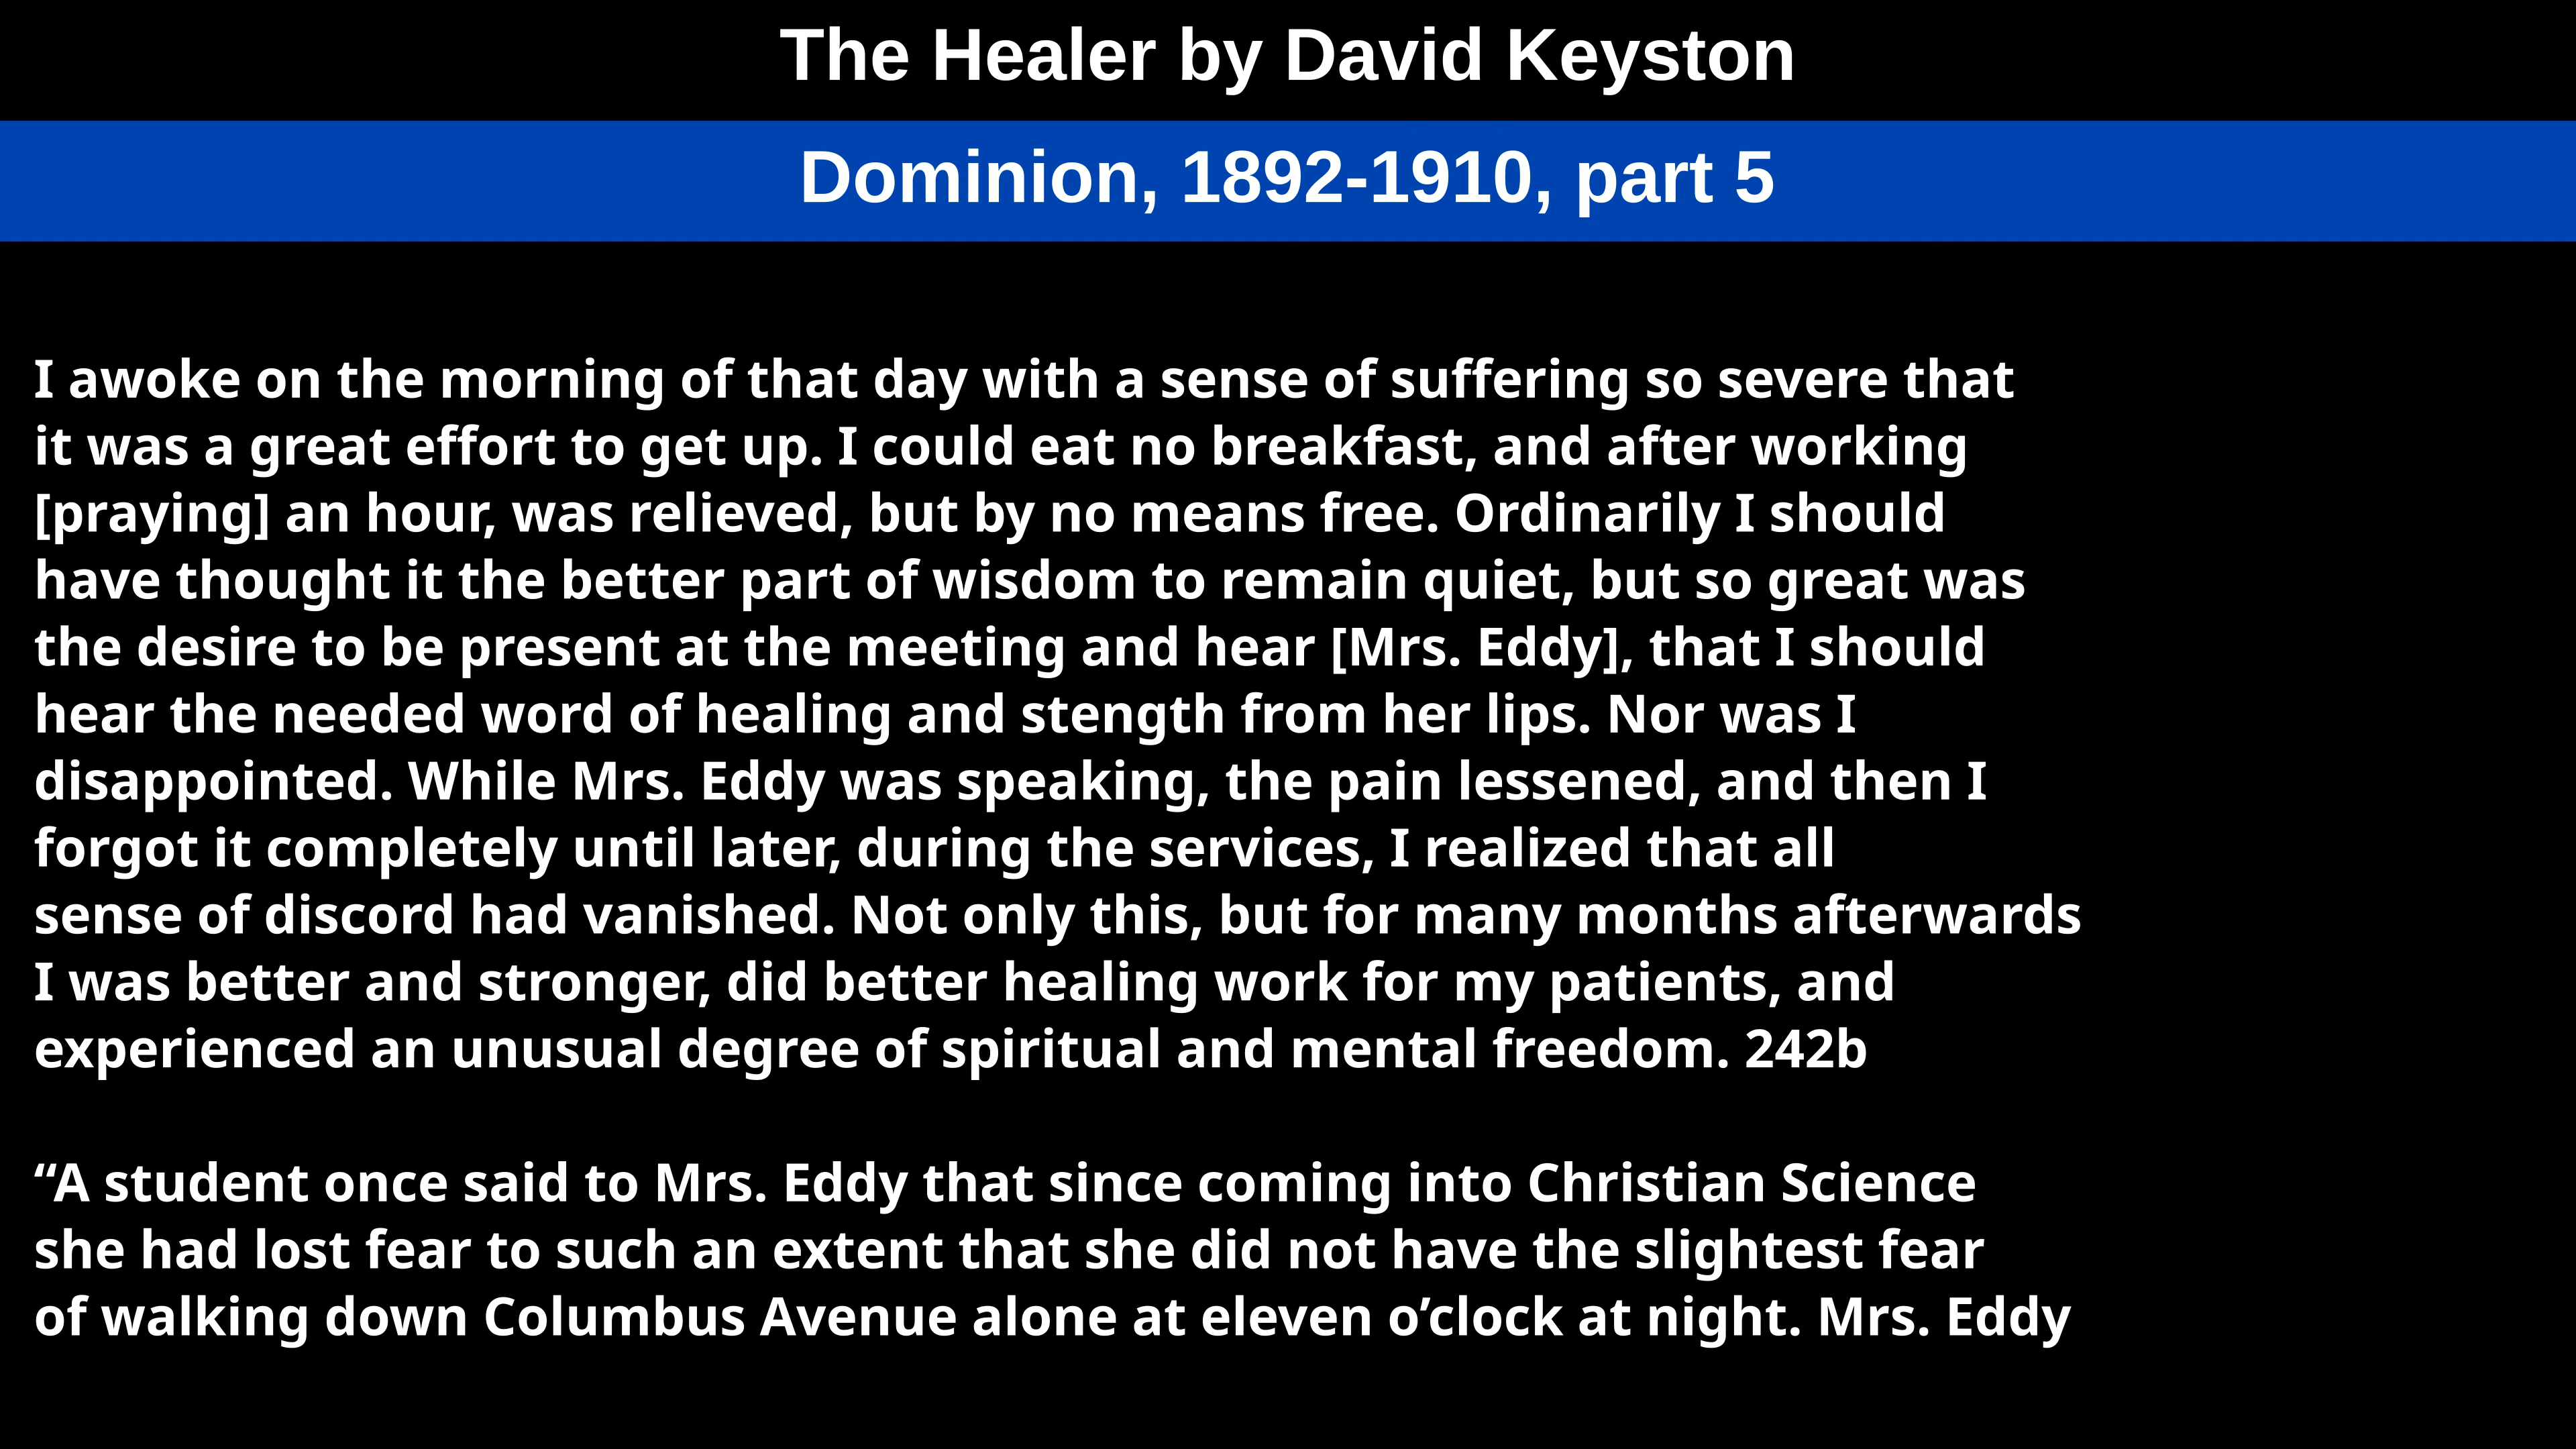 The Healer by David Keyston
Dominion, 1892-1910, part 5
I awoke on the morning of that day with a sense of suffering so severe that
it was a great effort to get up. I could eat no breakfast, and after working
[praying] an hour, was relieved, but by no means free. Ordinarily I should
have thought it the better part of wisdom to remain quiet, but so great was
the desire to be present at the meeting and hear [Mrs. Eddy], that I should
hear the needed word of healing and stength from her lips. Nor was I
disappointed. While Mrs. Eddy was speaking, the pain lessened, and then I
forgot it completely until later, during the services, I realized that all
sense of discord had vanished. Not only this, but for many months afterwards
I was better and stronger, did better healing work for my patients, and
experienced an unusual degree of spiritual and mental freedom. 242b
“A student once said to Mrs. Eddy that since coming into Christian Science
she had lost fear to such an extent that she did not have the slightest fear
of walking down Columbus Avenue alone at eleven o’clock at night. Mrs. Eddy